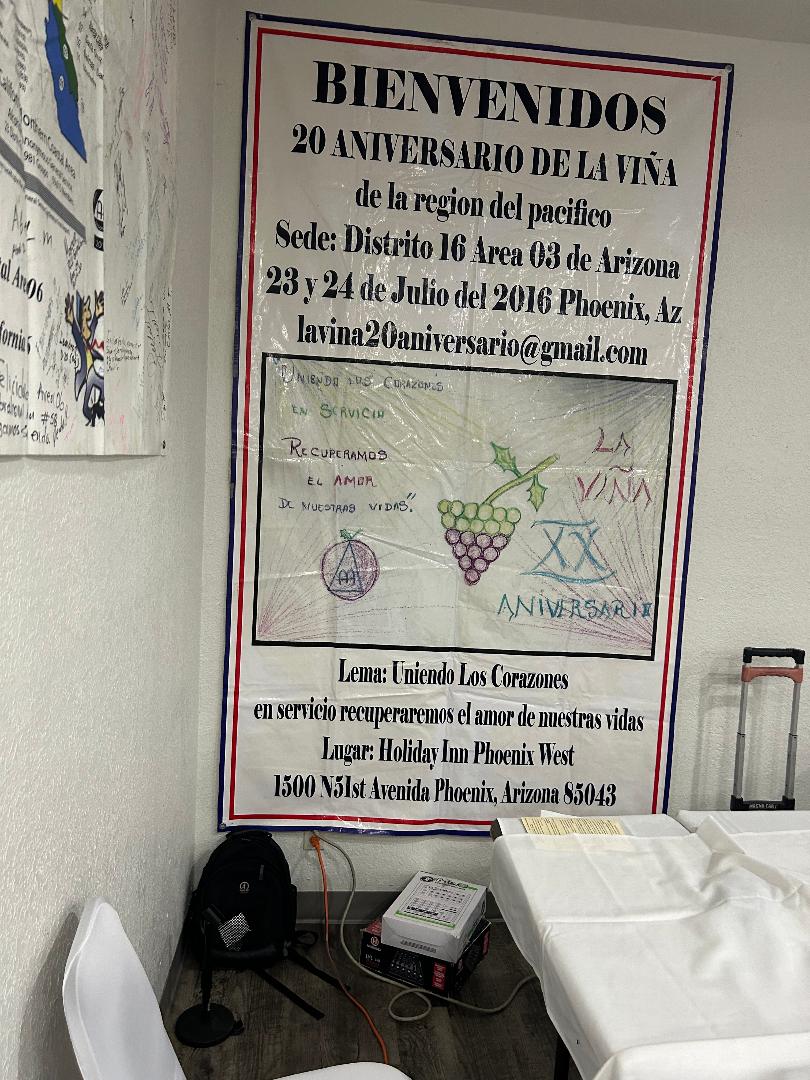 BIENVENIDOS
20 ANIVERSARIO DE LA VIÑA
de la region del pacifico
Sede: Distrito 16 Area 03 de Arizona
23 y 24 de Julio del 2016 Phoenix, Az
lavina20aniversario@gmail.com
UNIENDO LOS CORAZONES
EN SERVICIO
RECUPERAMOS
EL AMOR
DE NUESTRAS VIDAS".
LA
VIÑA
XX
ANIVERSARIO
Lema: Uniendo Los Corazones
en servicio recuperaremos el amor de nuestras vidas
Lugar: Holiday Inn Phoenix West
1500 N51st Avenida Phoenix, Arizona 85043
Area 06